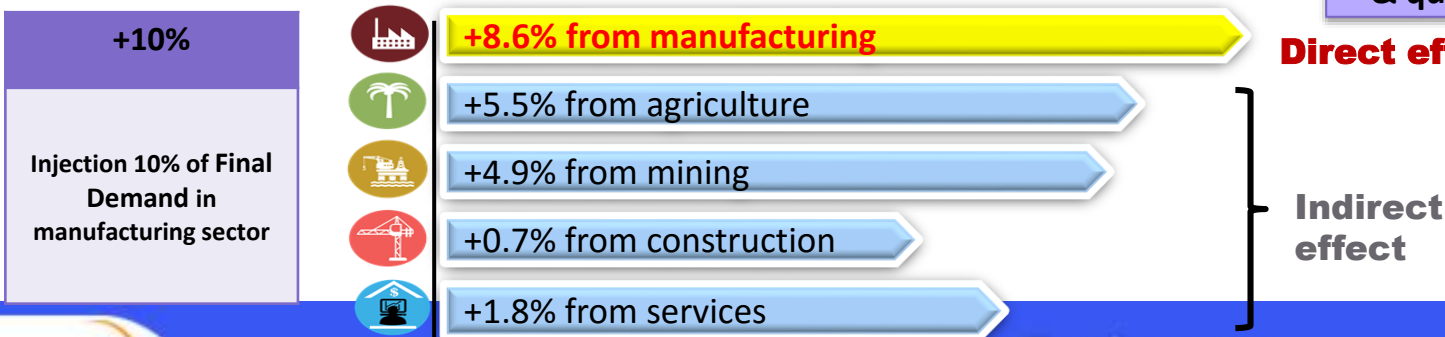 +10%
Injection 10% of Final
Demand in
manufacturing sector
+8.6% from manufacturing
+5.5% from agriculture
+4.9% from mining
+0.7% from construction
+1.8% from services
Direct
Indirect
effect